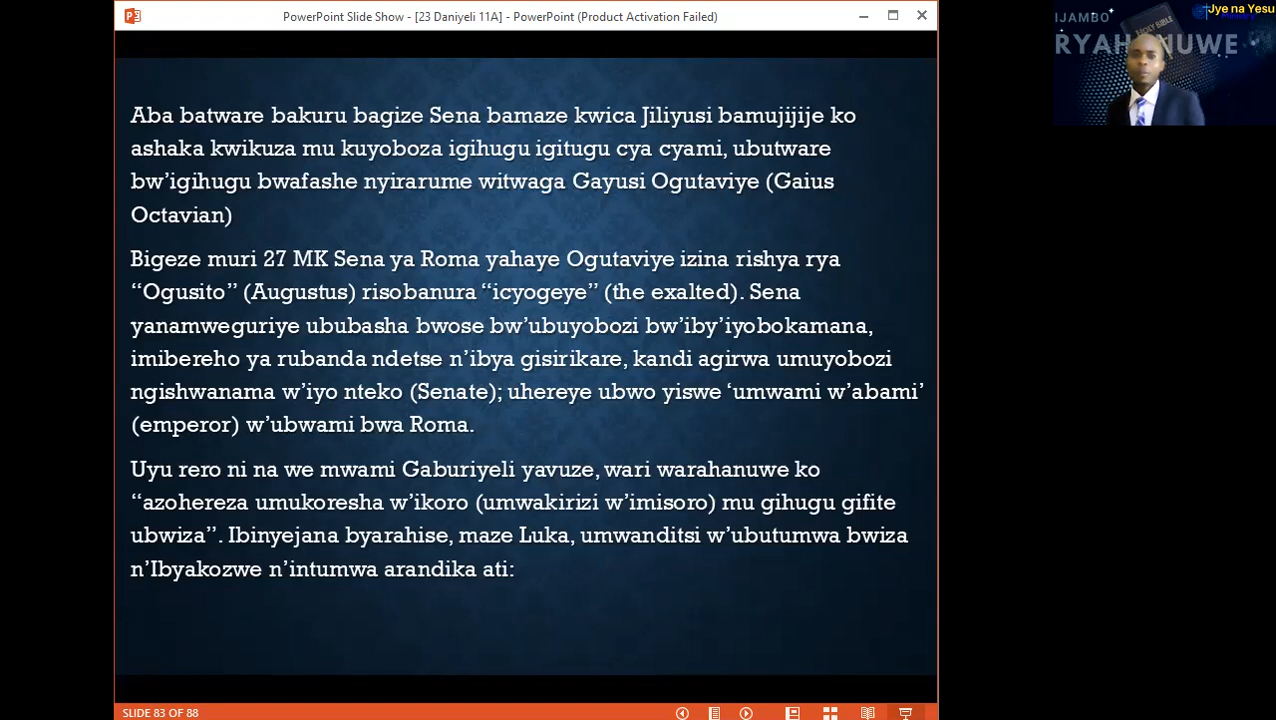 PowerPoint Slide Show - [23 Daniyeli 11A] - PowerPoint (Product Activation Failed)
Aba batware bakuru bagize Sena bamaze kwica Jiliyusi bamujijije ko
ashaka kwikuza mu kuyoboza igihugu igitugu cya cyami, ubutware
bw’igihugu bwafashe nyirarume witwaga Gayusi Ogutaviye (Gaius
Octavian)
Bigeze muri 27 MK Sena ya Roma yahaye Ogutaviye izina rishya rya
“Ogusito” (Augustus) risobanura “icyogeye” (the exalted). Sena
yanamweguriye ububasha bwose bw’ubuyobozi bw’iby’iyobokamana,
imibereho ya rubanda ndetse n’ibya gisirikare, kandi agirwa umuyobozi
ngishwanama w’iyo nteko (Senate); uhereye ubwo yiswe ‘umwami w’abami’
(emperor) w’ubwami bwa Roma.
Uyu rero ni na we mwami Gaburiyeli yavuze, wari warahanuwe ko
“azohereza umukoresha w’ikoro (umwakirizi w’imisoro) mu gihugu gifite
ubwiza”. Ibinyejana byarahise, maze Luka, umwanditsi w’ubutumwa bwiza
n’Ibyakozwe n’intumwa arandika ati:
SLIDE 83 OF 88
Jye na Yesu
Ministry
IJAMBO
HOLY BIBLE